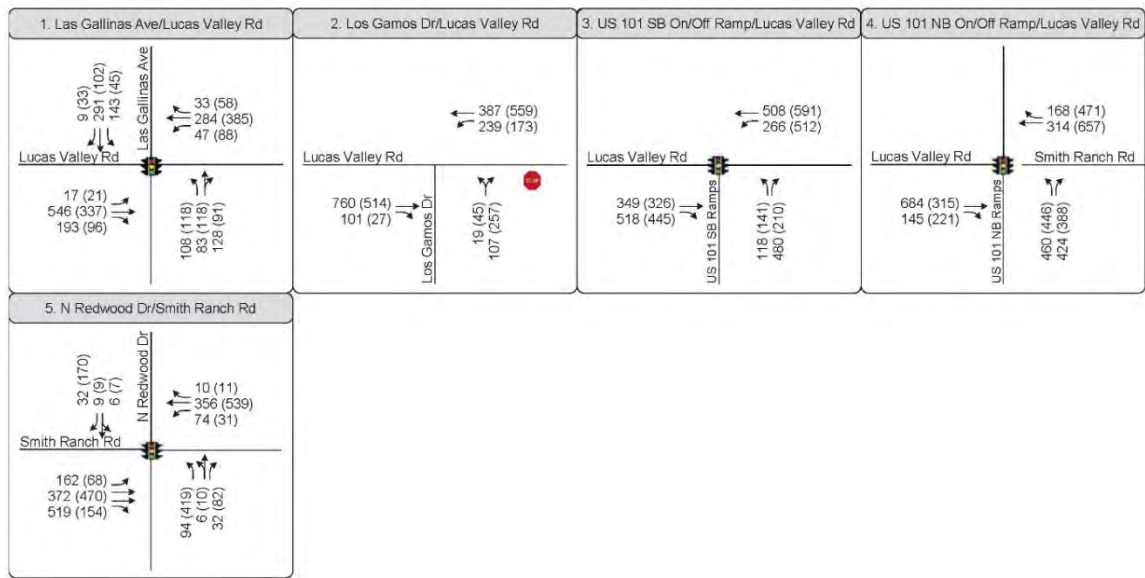 1. Las Gallinas Ave/Lucas Valley Rd
9 (33)
291 (102)
143 (45)
Las Gallinas Ave
33 (58)
284 (385)
47 (88)
Lucas Valley Rd
17 (21)
546 (337)
193 (96)
108 (118)
83 (118)
128 (91)
2. Los Gamos Dr/Lucas Valley Rd
387 (559)
239 (173)
Lucas Valley Rd
STOP
760 (514)
101 (27)
Los Gamos Dr
19 (45)
107 (257)
3. US 101 SB On/Off Ramp/Lucas Valley Rd
508 (591)
266 (512)
Lucas Valley Rd
349 (326)
518 (445)
US 101 SB Ramps
118 (141)
480 (210)
4. US 101 NB On/Off Ramp/Lucas Valley Rd
168 (471)
314 (657)
Lucas Valley Rd
Smith Ranch Rd
684 (315)
145 (221)
US 101 NB Ramps
460 (446)
424 (388)
5. N Redwood Dr/Smith Ranch Rd
32 (170)
9 (9)
6 (7)
N Redwood Dr
10 (11)
356 (539)
74 (31)
Smith Ranch Rd
162 (68)
372 (470)
519 (154)
94 (419)
6 (10)
32 (82)